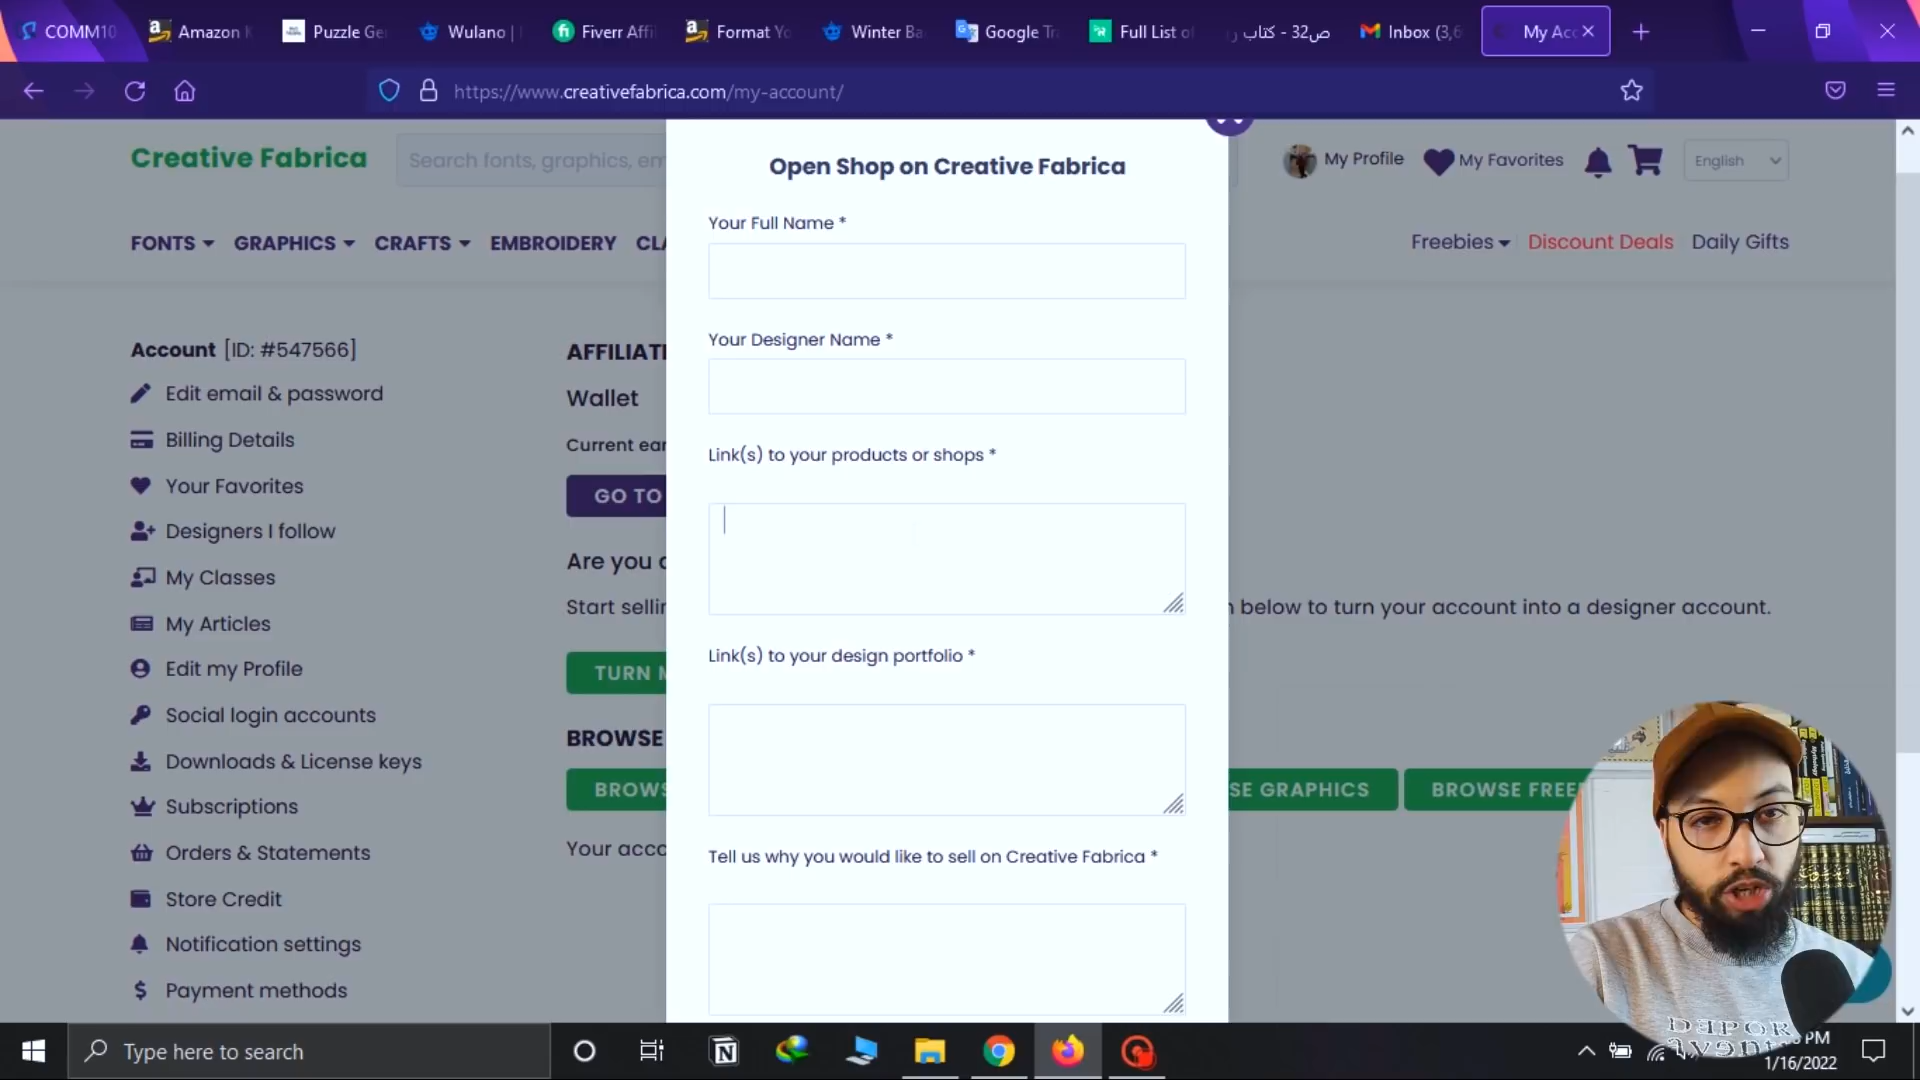 COMM10
Amazon
Puzzle Ge
Wulano |
Fiverr Affi
Format Yo
Winter Ba
Google Tr
Full List of
ص32 - كتاب
Inbox (3,6
My Acc
https://www.creativefabrica.com/my-account/
Creative Fabrica
Search fonts, graphics, em
My Profile
My Favorites
English
FONTS
GRAPHICS
CRAFTS
EMBROIDERY
CLA
Freebies
Discount Deals
Daily Gifts
Account [ID: #547566]
Edit email & password
Billing Details
Your Favorites
Designers I follow
My Classes
My Articles
Edit my Profile
Social login accounts
Downloads & License keys
Subscriptions
Orders & Statements
Store Credit
Notification settings
Payment methods
AFFILIATE
Wallet
Current ear
GO TO
Are you
Start sellin
below to turn your account into a designer account.
TURN M
BROWSE
BROWS
SE GRAPHICS
BROWSE FREE
Your acco
Open Shop on Creative Fabrica
Your Full Name *
Your Designer Name *
Link(s) to your products or shops *
Link(s) to your design portfolio *
Tell us why you would like to sell on Creative Fabrica *
Type here to search
PM
1/16/2022